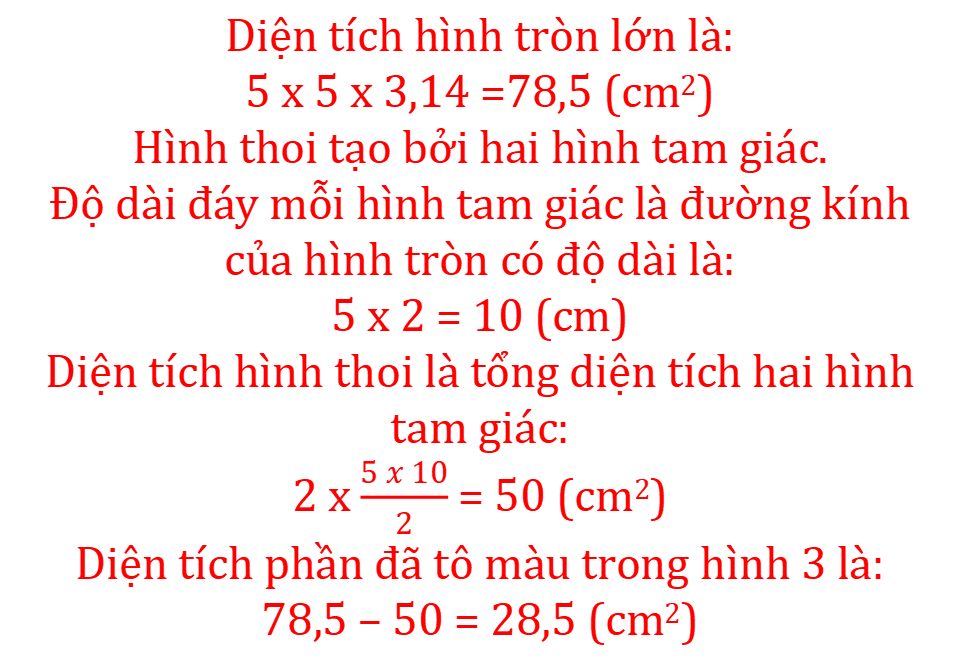 Diện tích hình tròn lớn là:
5 x 5 x 3,14 =78,5 (cm²)
Hình thoi tạo bởi hai hình tam giác.
Độ dài đáy mỗi hình tam giác là đường kính
của hình tròn có độ dài là:
5 x 2 = 10 (cm)
Diện tích hình thoi là tổng diện tích hai hình
tam giác:
2 x \frac{5 x 10}{2} = 50 (cm²)
Diện tích phần đã tô màu trong hình 3 là:
78,5 – 50 = 28,5 (cm²)